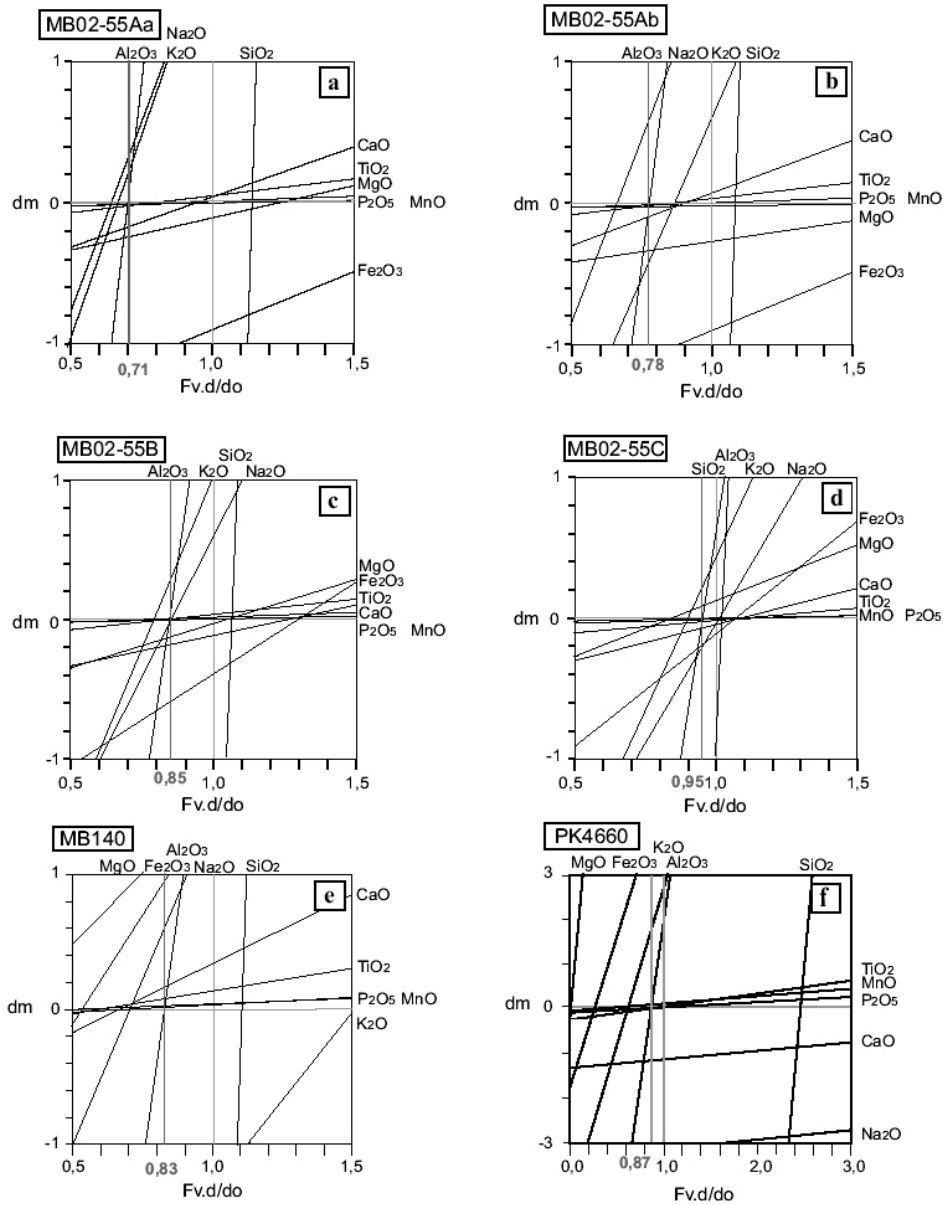 MB02-55Aa
Na2O
Al2O3 K2O SiO2
1
a
CaO
TiO2
MgO
dm 0
P2O5 MnO
Fe2O3
-1
0,5 0,71 1,0 1,5
Fv.d/do
MB02-55Ab
Al2O3 Na2O K2O SiO2
1
b
CaO
TiO2
dm 0
P2O5 MnO
MgO
Fe2O3
-1
0,5 0,78 1,0 1,5
Fv.d/do
MB02-55B
SiO2
Al2O3 K2O Na2O
1
c
MgO
Fe2O3
TiO2
CaO
dm 0
P2O5 MnO
-1
0,5 0,85 1,0 1,5
Fv.d/do
MB02-55C
Al2O3
SiO2 K2O Na2O
1
d
Fe2O3
MgO
CaO
TiO2
dm 0
MnO P2O5
-1
0,5 0,95 1,0 1,5
Fv.d/do
MB140
Al2O3
MgO Fe2O3 Na2O SiO2
1
e
CaO
TiO2
P2O5 MnO
dm 0
K2O
-1
0,5 0,83 1,0 1,5
Fv.d/do
PK4660
K2O
MgO Fe2O3 Al2O3 SiO2
3
f
TiO2
MnO
P2O5
dm 0
CaO
Na2O
-3
0,0 0,87 1,0 2,0 3,0
Fv.d/do